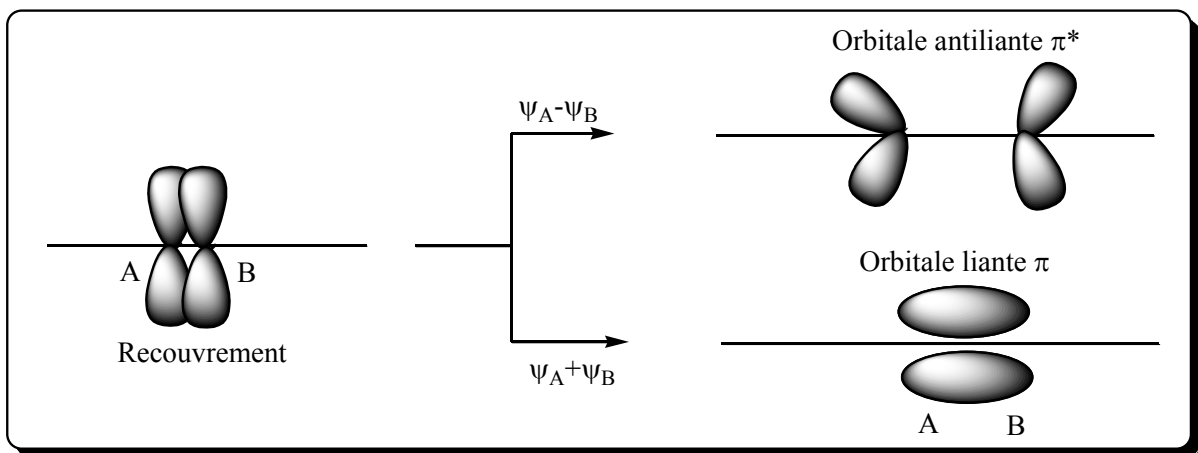 Orbitale antiliante π*
ψA-ψB
A B
Recouvrement
Orbitale liante π
ψA+ψB
A B